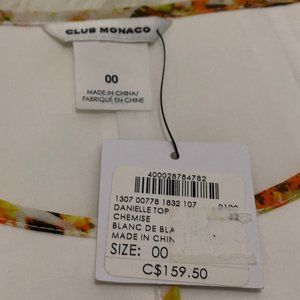 CLUB MONACO
00
MADE IN CHINA/
FABRIQUÉ EN CHINE
400028784782
1307 00778 1832 107
DANIELLE TOP
CHEMISE
BLANC DE BLA
MADE IN CHIN
SIZE: 00
C$159.50